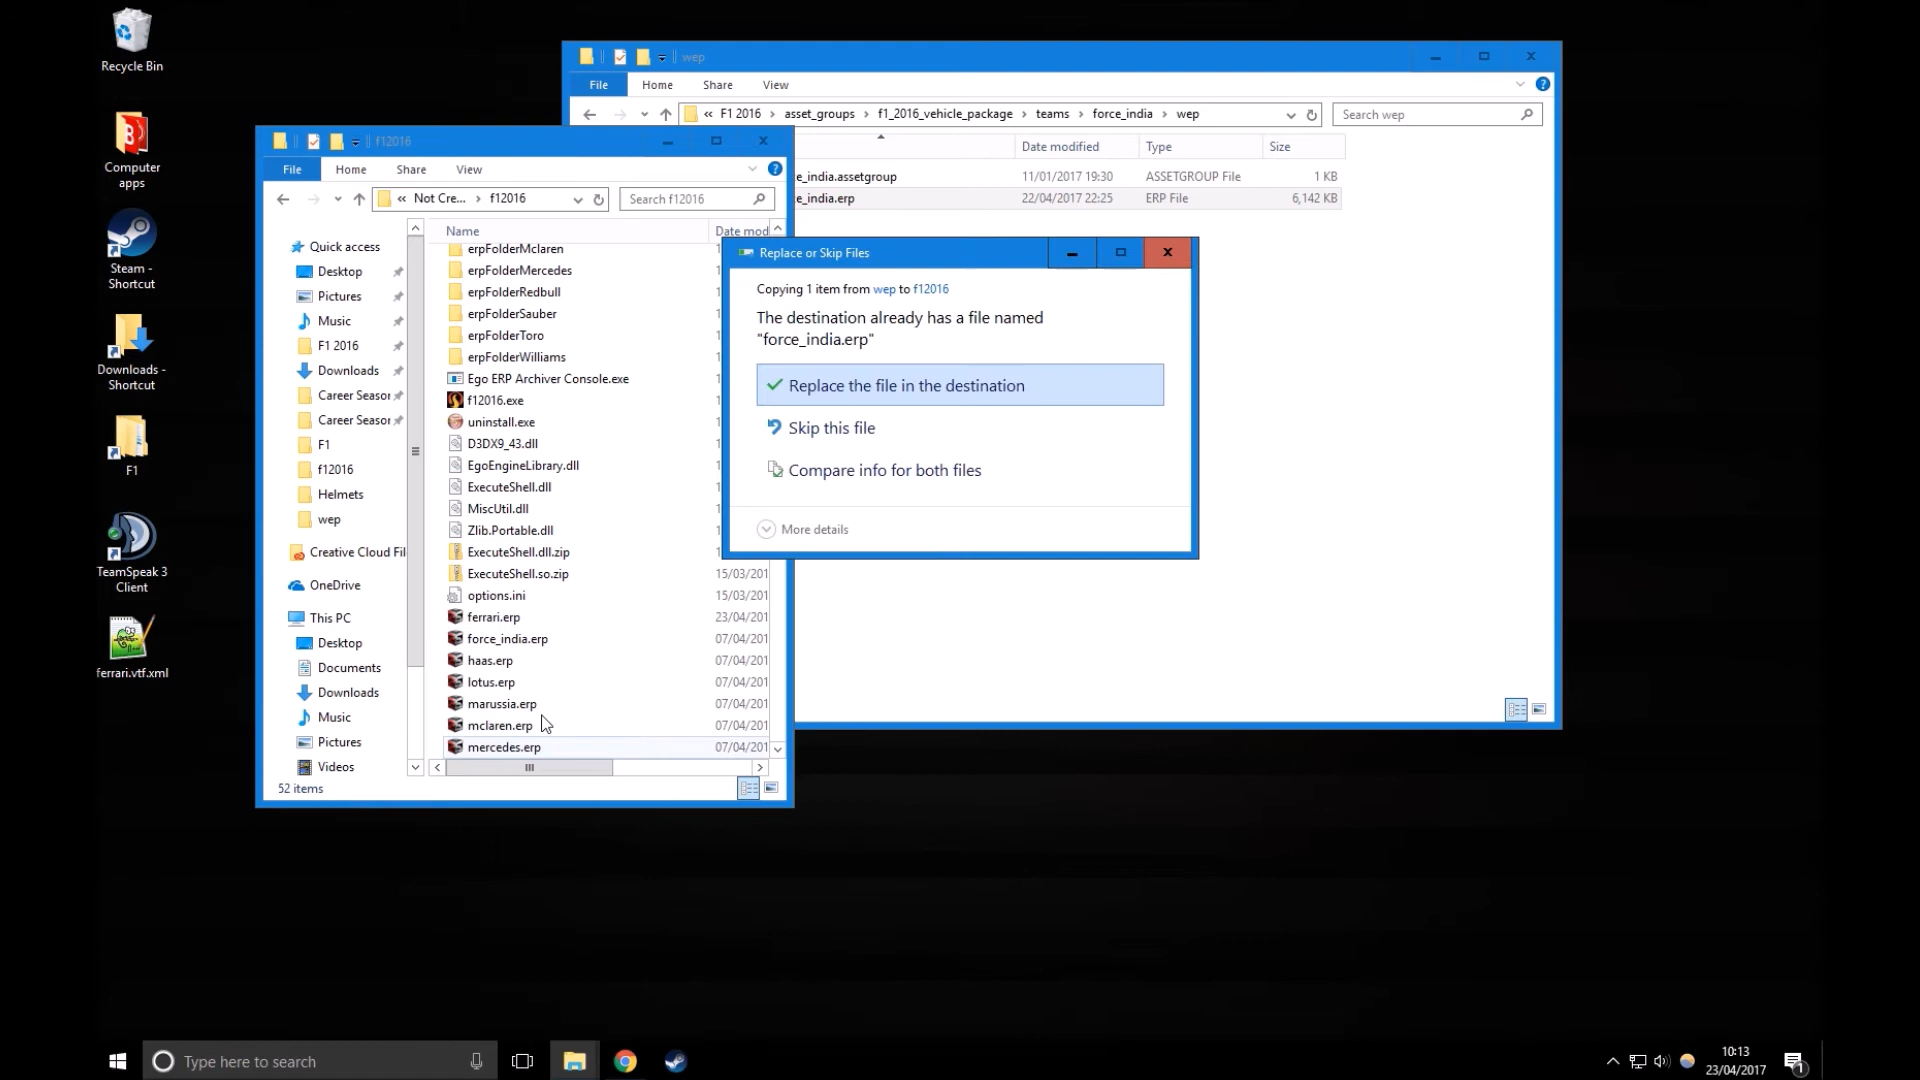 Recycle Bin
Computer
apps
Steam -
Shortcut
Downloads -
Shortcut
F1
TeamSpeak 3
Client
ferrari.vtf.xml
wep
File
Home
Share
View
« F1 2016 › asset_groups › f1_2016_vehicle_package › teams › force_india › wep
Search wep
Date modified
Type
Size
e_india.assetgroup
11/01/2017 19:30
ASSETGROUP File
1 KB
e_india.erp
22/04/2017 22:25
ERP File
6,142 KB
f12016
File
Home
Share
View
« Not Cre... › f12016
Search f12016
Quick access
Desktop
Pictures
Music
F1 2016
Downloads
Career Seasor
Career Seasor
F1
f12016
Helmets
wep
Creative Cloud Fil
OneDrive
This PC
Desktop
Documents
Downloads
Music
Pictures
Videos
Name
Date mod
erpFolderMclaren
erpFolderMercedes
erpFolderRedbull
erpFolderSauber
erpFolderToro
erpFolderWilliams
Ego ERP Archiver Console.exe
f12016.exe
uninstall.exe
D3DX9_43.dll
EgoEngineLibrary.dll
ExecuteShell.dll
MiscUtil.dll
Zlib.Portable.dll
ExecuteShell.dll.zip
ExecuteShell.so.zip 15/03/201
options.ini 15/03/201
ferrari.erp 23/04/201
force_india.erp 07/04/201
haas.erp 07/04/201
lotus.erp 07/04/201
marussia.erp 07/04/201
mclaren.erp 07/04/201
mercedes.erp 07/04/201
52 items
Replace or Skip Files
Copying 1 item from wep to f12016
The destination already has a file named
"force_india.erp"
Replace the file in the destination
Skip this file
Compare info for both files
More details
Type here to search
10:13
23/04/2017
1